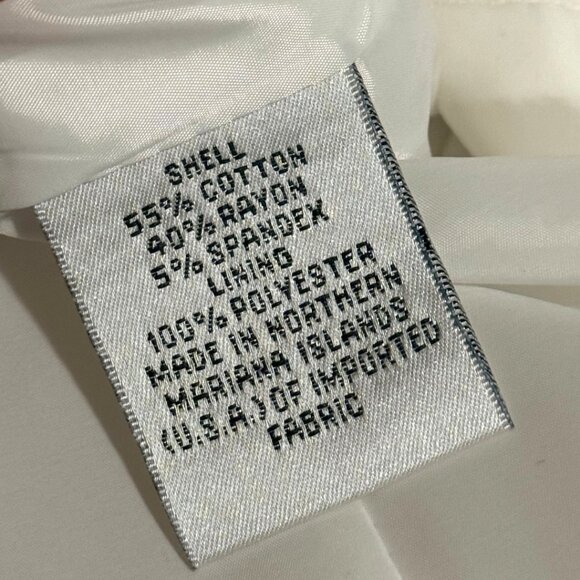 SHELL
55% COTTON
40% RAYON
5% SPANDEX
LINING
100% POLYESTER
MADE IN NORTHERN
MARIANA ISLANDS
(U.S.A.) OF IMPORTED
FABRIC